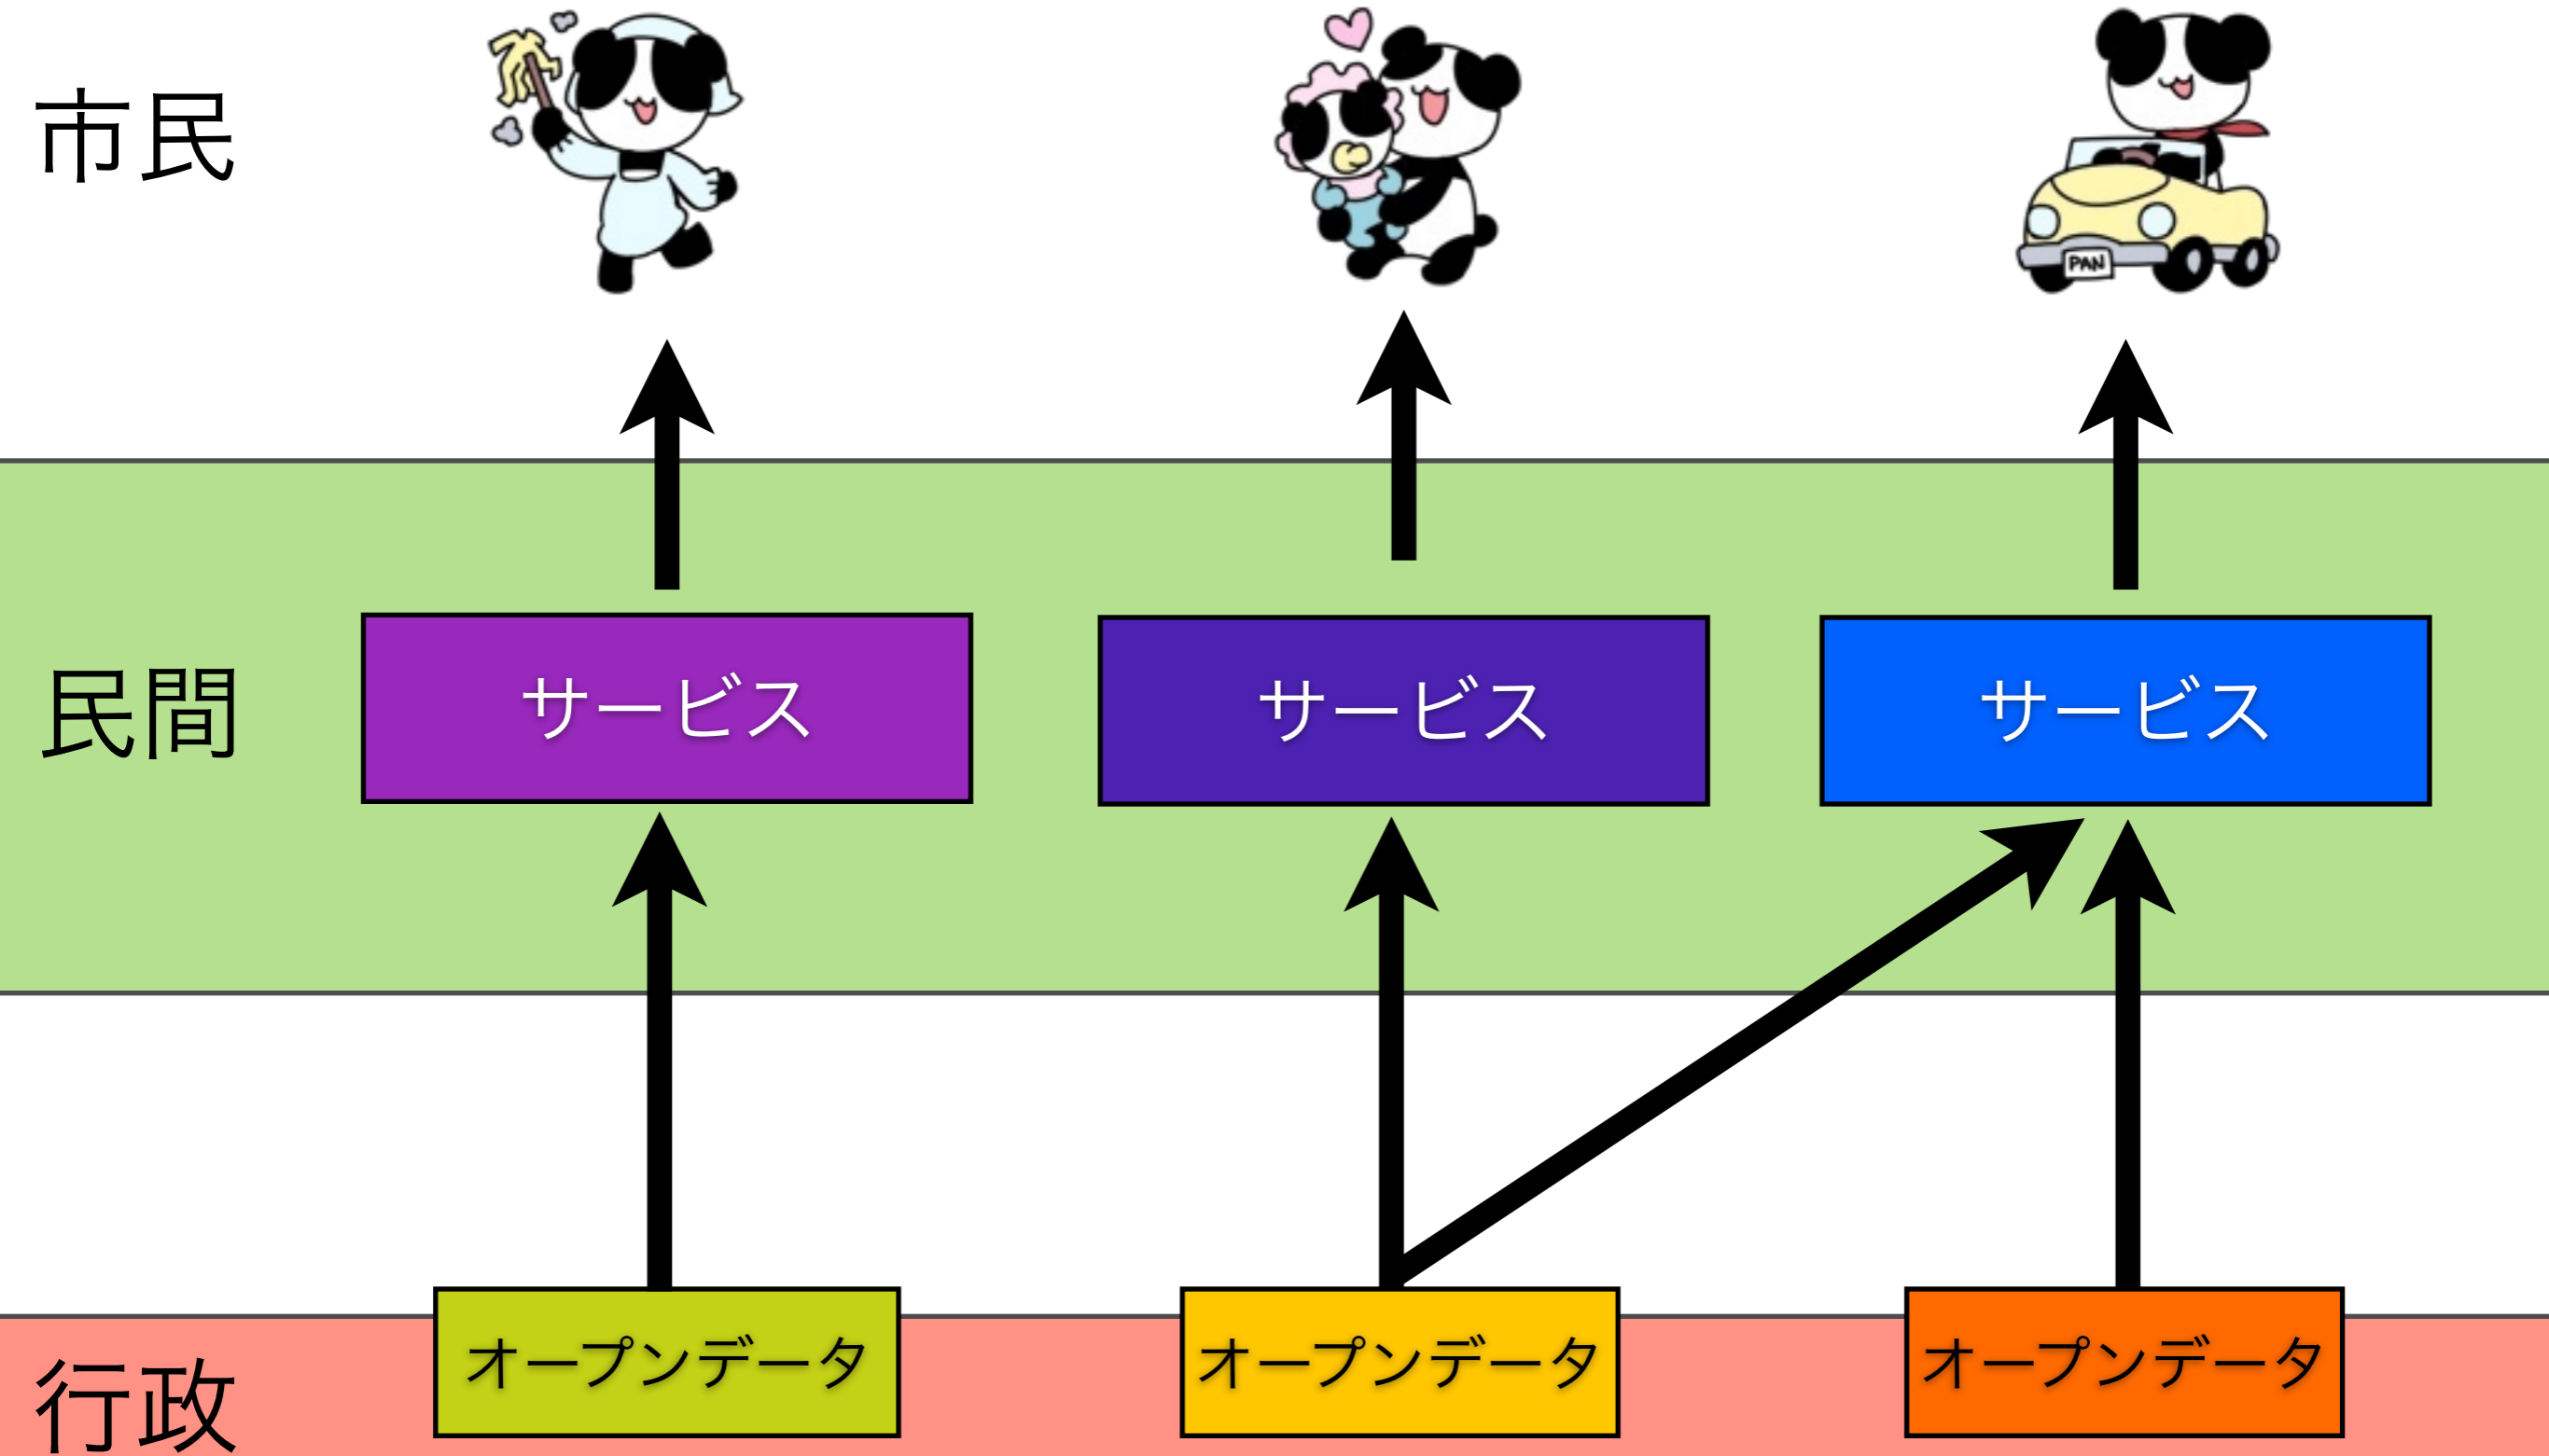 市民
PAN
民間
サービス
サービス
サービス
行政
オープンデータ
オープンデータ
オープンデータ